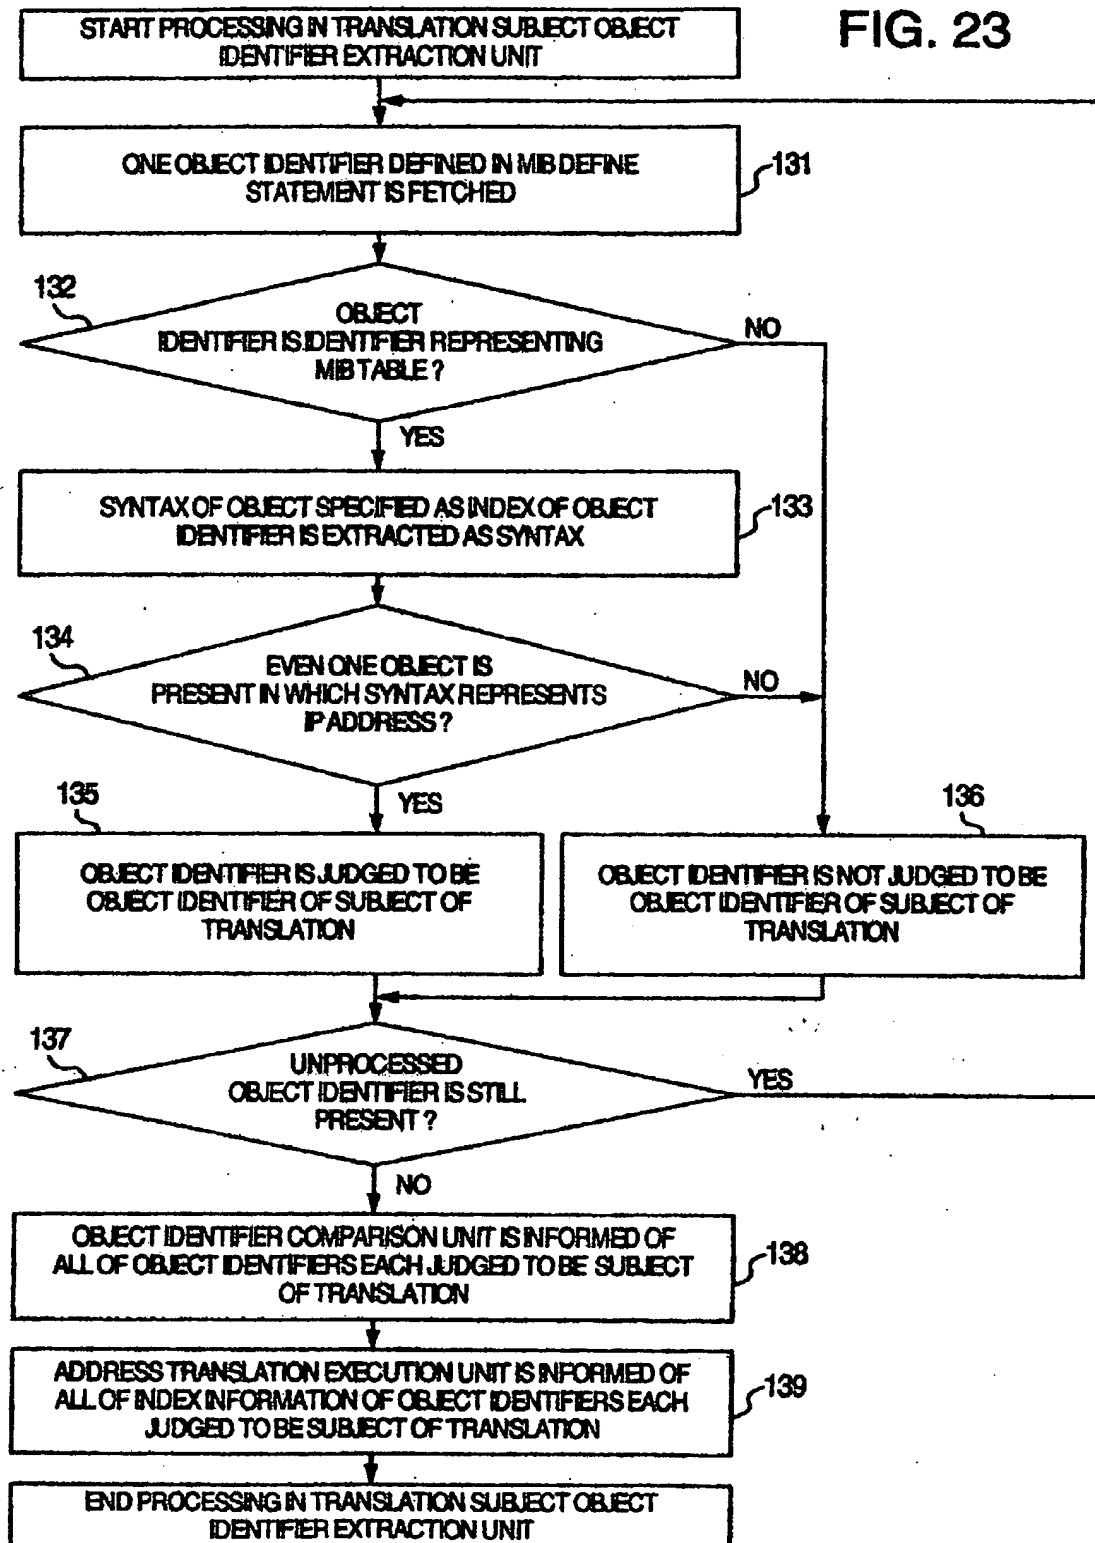 FIG. 23
START PROCESSING IN TRANSLATION SUBJECT OBJECT
IDENTIFIER EXTRACTION UNIT
ONE OBJECT IDENTIFIER DEFINED IN MIB DEFINE
STATEMENT IS FETCHED
131
132
OBJECT
IDENTIFIER IS IDENTIFIER REPRESENTING
MIB TABLE ?
NO
YES
SYNTAX OF OBJECT SPECIFIED AS INDEX OF OBJECT
IDENTIFIER IS EXTRACTED AS SYNTAX
133
134
EVEN ONE OBJECT IS
PRESENT IN WHICH SYNTAX REPRESENTS
IP ADDRESS ?
NO
YES
135
OBJECT IDENTIFIER IS JUDGED TO BE
OBJECT IDENTIFIER OF SUBJECT OF
TRANSLATION
136
OBJECT IDENTIFIER IS NOT JUDGED TO BE
OBJECT IDENTIFIER OF SUBJECT OF
TRANSLATION
137
UNPROCESSED
OBJECT IDENTIFIER IS STILL
PRESENT ?
YES
NO
OBJECT IDENTIFIER COMPARISON UNIT IS INFORMED OF
ALL OF OBJECT IDENTIFIERS EACH JUDGED TO BE SUBJECT
OF TRANSLATION
138
ADDRESS TRANSLATION EXECUTION UNIT IS INFORMED OF
ALL OF INDEX INFORMATION OF OBJECT IDENTIFIERS EACH
JUDGED TO BE SUBJECT OF TRANSLATION
139
END PROCESSING IN TRANSLATION SUBJECT OBJECT
IDENTIFIER EXTRACTION UNIT